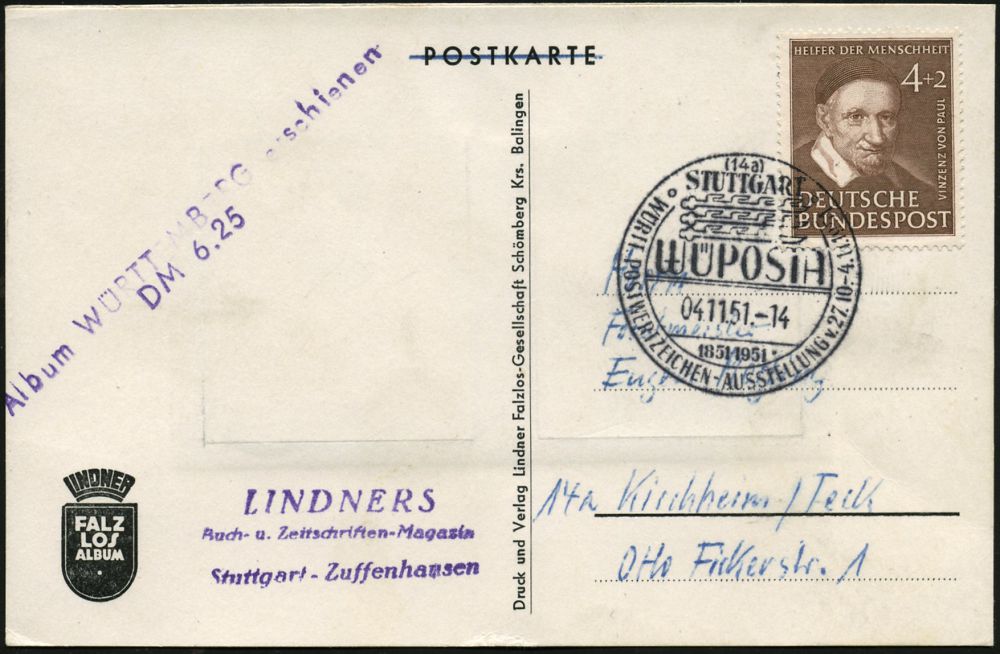 POSTKARTE
HELFER DER MENSCHHEIT
4+2
VINZENZ VON PAUL
DEUTSCHE
BUNDESPOST
Album WÜRTTEMBERG erschienen
DM 6.25
(14a)
STUTTGART
WÜPOSTA
04.11.51.-14
1851 1951
WÜRTT. POSTWERTZEICHEN-AUSSTELLUNG v. 27.10.-4.11.
Druck und Verlag Lindner Falzlos-Gesellschaft Schömberg Krs. Balingen
14a Kirchheim / Teck
Otto Fickerstr. 1
LINDNER
FALZ
LOS
ALBUM
LINDNERS
Buch- u. Zeitschriften-Magazin
Stuttgart - Zuffenhausen